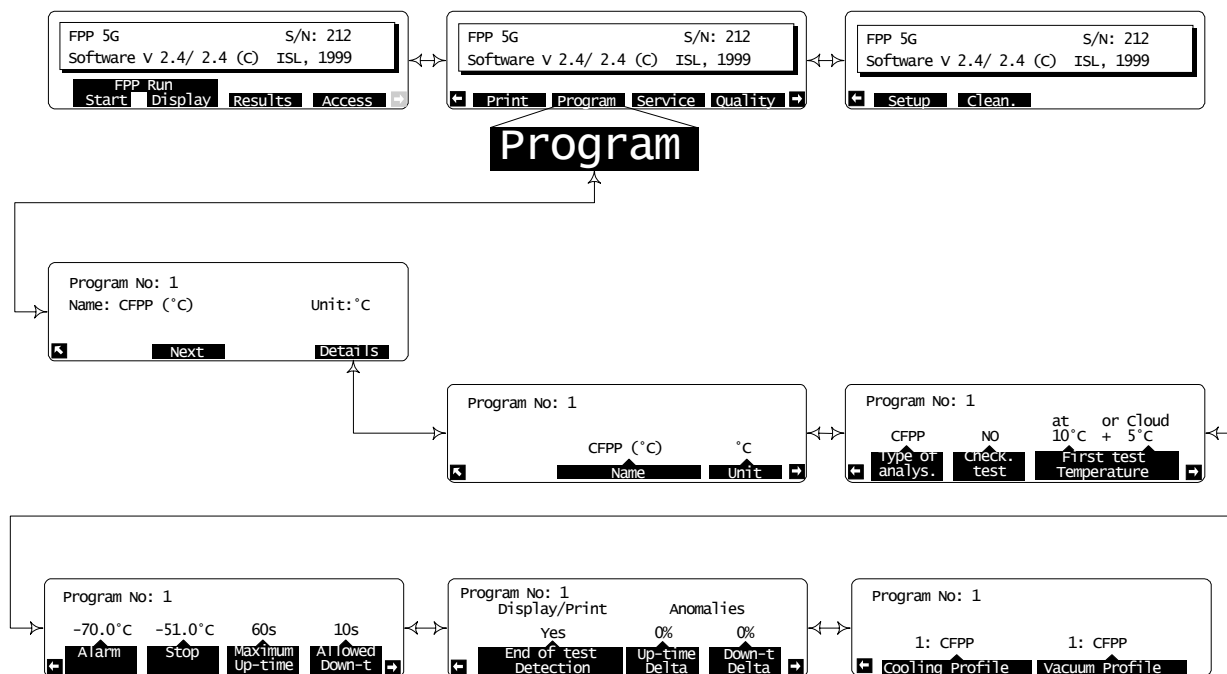 FPP 5G S/N: 212
Software V 2.4/ 2.4 (C) ISL, 1999
FPP Run
Start Display Results Access
FPP 5G S/N: 212
Software V 2.4/ 2.4 (C) ISL, 1999
Print Program Service Quality
FPP 5G S/N: 212
Software V 2.4/ 2.4 (C) ISL, 1999
Setup Clean.
Program
Program No: 1
Name: CFPP (°C) Unit:°C
Next Details
Program No: 1
CFPP (°C) °C
Name Unit
Program No: 1
at or Cloud
CFPP NO 10°C + 5°C
Type of Check. First test
analys. test Temperature
Program No: 1
-70.0°C -51.0°C 60s 10s
Alarm Stop Maximum Allowed
Up-time Down-t
Program No: 1
Display/Print Anomalies
Yes 0% 0%
End of test Up-time Down-t
Detection Delta Delta
Program No: 1
1: CFPP 1: CFPP
Cooling Profile Vacuum Profile